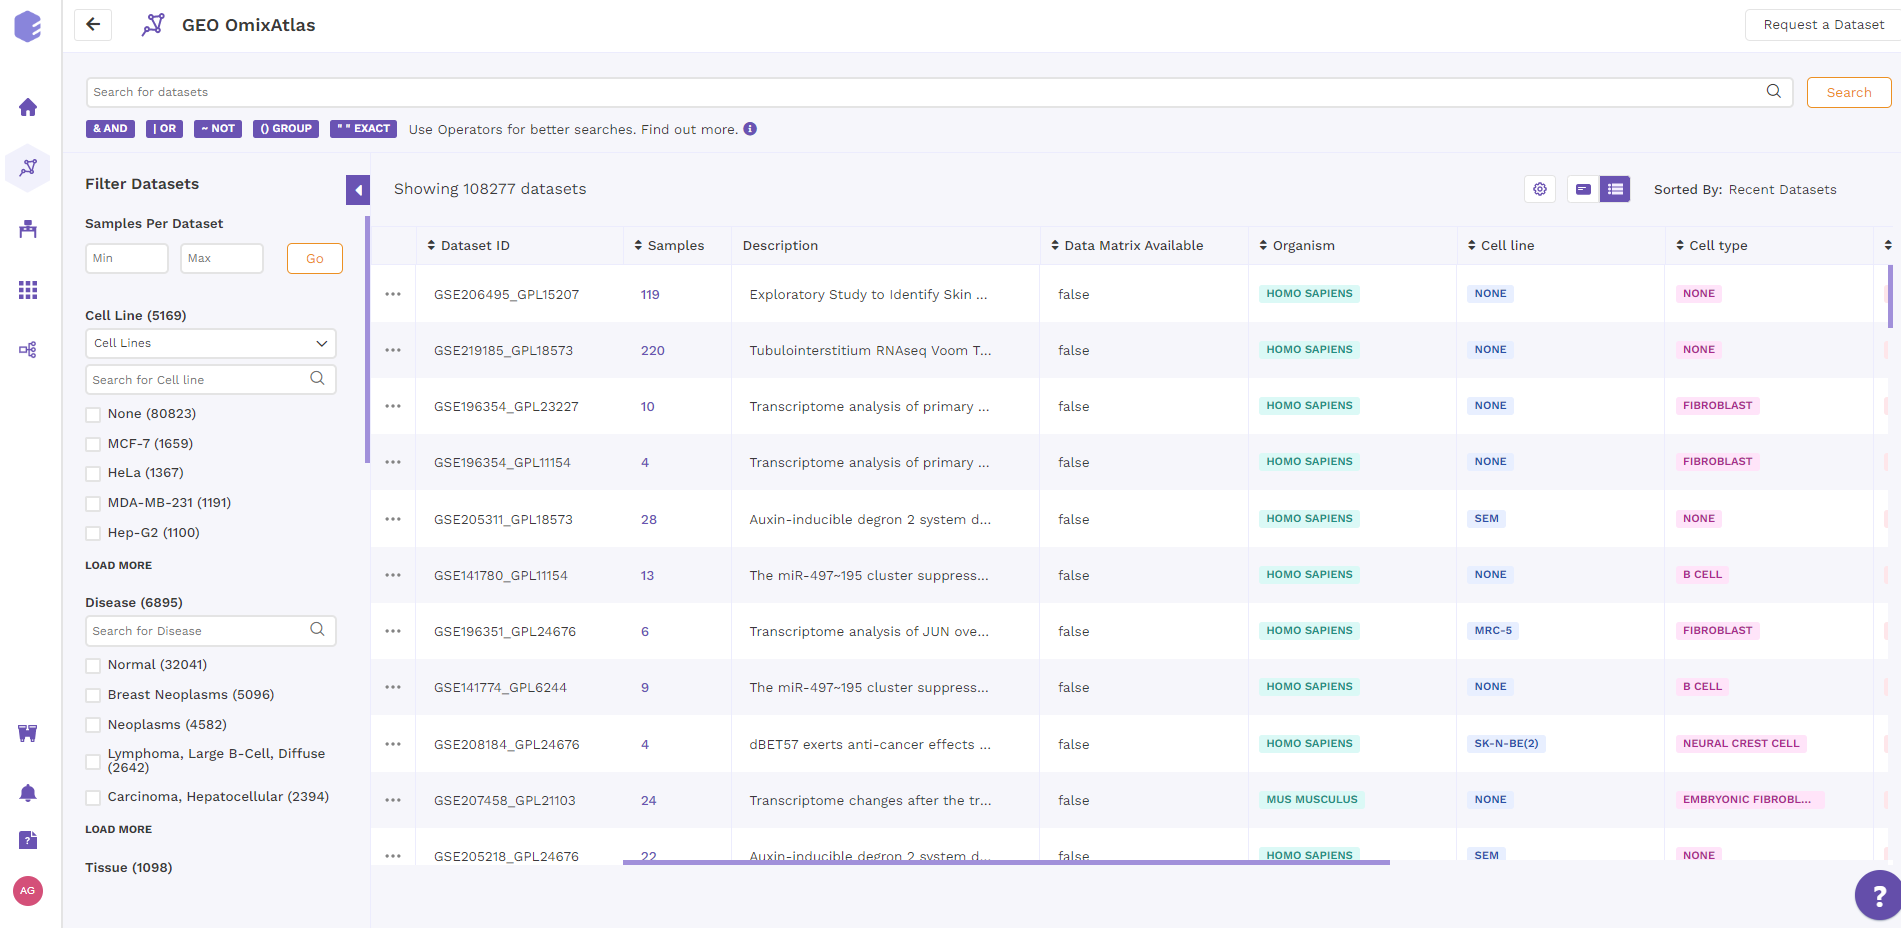 GEO OmixAtlas
Request a Dataset
Search for datasets
Search
& AND | OR ~ NOT () GROUP " " EXACT Use Operators for better searches. Find out more.
Filter Datasets
Samples Per Dataset
Min Max Go
Cell Line (5169)
Cell Lines
Search for Cell line
None (80823)
MCF-7 (1659)
HeLa (1367)
MDA-MB-231 (1191)
Hep-G2 (1100)
LOAD MORE
Disease (6895)
Search for Disease
Normal (32041)
Breast Neoplasms (5096)
Neoplasms (4582)
Lymphoma, Large B-Cell, Diffuse
(2642)
Carcinoma, Hepatocellular (2394)
LOAD MORE
Tissue (1098)
Showing 108277 datasets
Sorted By: Recent Datasets
Dataset ID Samples Description Data Matrix Available Organism Cell line Cell type
GSE206495_GPL15207 119 Exploratory Study to Identify Skin ... false HOMO SAPIENS NONE NONE
GSE219185_GPL18573 220 Tubulointerstitium RNAseq Voom T... false HOMO SAPIENS NONE NONE
GSE196354_GPL23227 10 Transcriptome analysis of primary ... false HOMO SAPIENS NONE FIBROBLAST
GSE196354_GPL11154 4 Transcriptome analysis of primary ... false HOMO SAPIENS NONE FIBROBLAST
GSE205311_GPL18573 28 Auxin-inducible degron 2 system d... false HOMO SAPIENS SEM NONE
GSE141780_GPL11154 13 The miR-497~195 cluster suppress... false HOMO SAPIENS NONE B CELL
GSE196351_GPL24676 6 Transcriptome analysis of JUN ove... false HOMO SAPIENS MRC-5 FIBROBLAST
GSE141774_GPL6244 9 The miR-497~195 cluster suppress... false HOMO SAPIENS NONE B CELL
GSE208184_GPL24676 4 dBET57 exerts anti-cancer effects ... false HOMO SAPIENS SK-N-BE(2) NEURAL CREST CELL
GSE207458_GPL21103 24 Transcriptome changes after the tr... false MUS MUSCULUS NONE EMBRYONIC FIBROBL...
GSE205218_GPL24676 22 Auxin-inducible degron 2 system d... false HOMO SAPIENS SEM NONE
AG
?